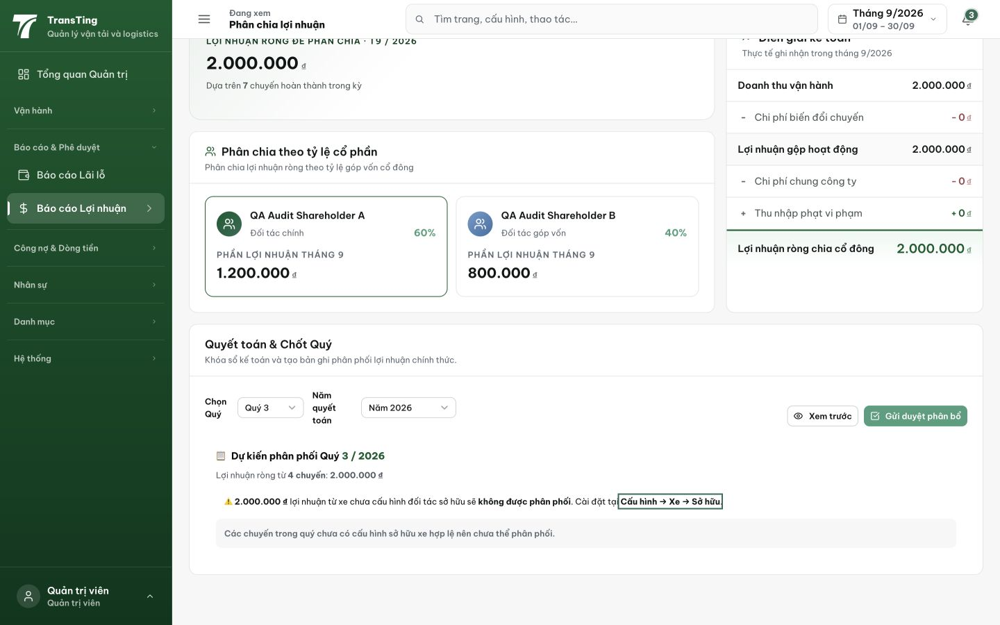 TransTing
Quản lý vận tải và logistics
Tổng quan Quản trị
Vận hành
Báo cáo & Phê duyệt
Báo cáo Lãi lỗ
Báo cáo Lợi nhuận
Công nợ & Dòng tiền
Nhân sự
Danh mục
Hệ thống
Quản trị viên
Quản trị viên
Đang xem
Phân chia lợi nhuận
Tìm trang, cấu hình, thao tác...
Tháng 9/2026
01/09 – 30/09
3
LỢI NHUẬN RÒNG ĐỂ PHÂN CHIA · T9 / 2026
2.000.000 ₫
Dựa trên 7 chuyến hoàn thành trong kỳ
Phân chia theo tỷ lệ cổ phần
Phân chia lợi nhuận ròng theo tỷ lệ góp vốn cổ đông
QA Audit Shareholder A
Đối tác chính
60%
PHẦN LỢI NHUẬN THÁNG 9
1.200.000 ₫
QA Audit Shareholder B
Đối tác góp vốn
40%
PHẦN LỢI NHUẬN THÁNG 9
800.000 ₫
Diễn giải kế toán
Thực tế ghi nhận trong tháng 9/2026
Doanh thu vận hành 2.000.000 ₫
- Chi phí biến đổi chuyến – 0 ₫
Lợi nhuận gộp hoạt động 2.000.000 ₫
- Chi phí chung công ty – 0 ₫
+ Thu nhập phạt vi phạm + 0 ₫
Lợi nhuận ròng chia cổ đông 2.000.000 ₫
Quyết toán & Chốt Quý
Khóa sổ kế toán và tạo bản ghi phân phối lợi nhuận chính thức.
Chọn
Quý
Quý 3
Năm
quyết
toán
Năm 2026
Xem trước
Gửi duyệt phân bổ
Dự kiến phân phối Quý 3 / 2026
Lợi nhuận ròng từ 4 chuyến: 2.000.000 ₫
⚠️ 2.000.000 ₫ lợi nhuận từ xe chưa cấu hình đối tác sở hữu sẽ không được phân phối. Cài đặt tại Cấu hình → Xe → Sở hữu.
Các chuyến trong quý chưa có cấu hình sở hữu xe hợp lệ nên chưa thể phân phối.